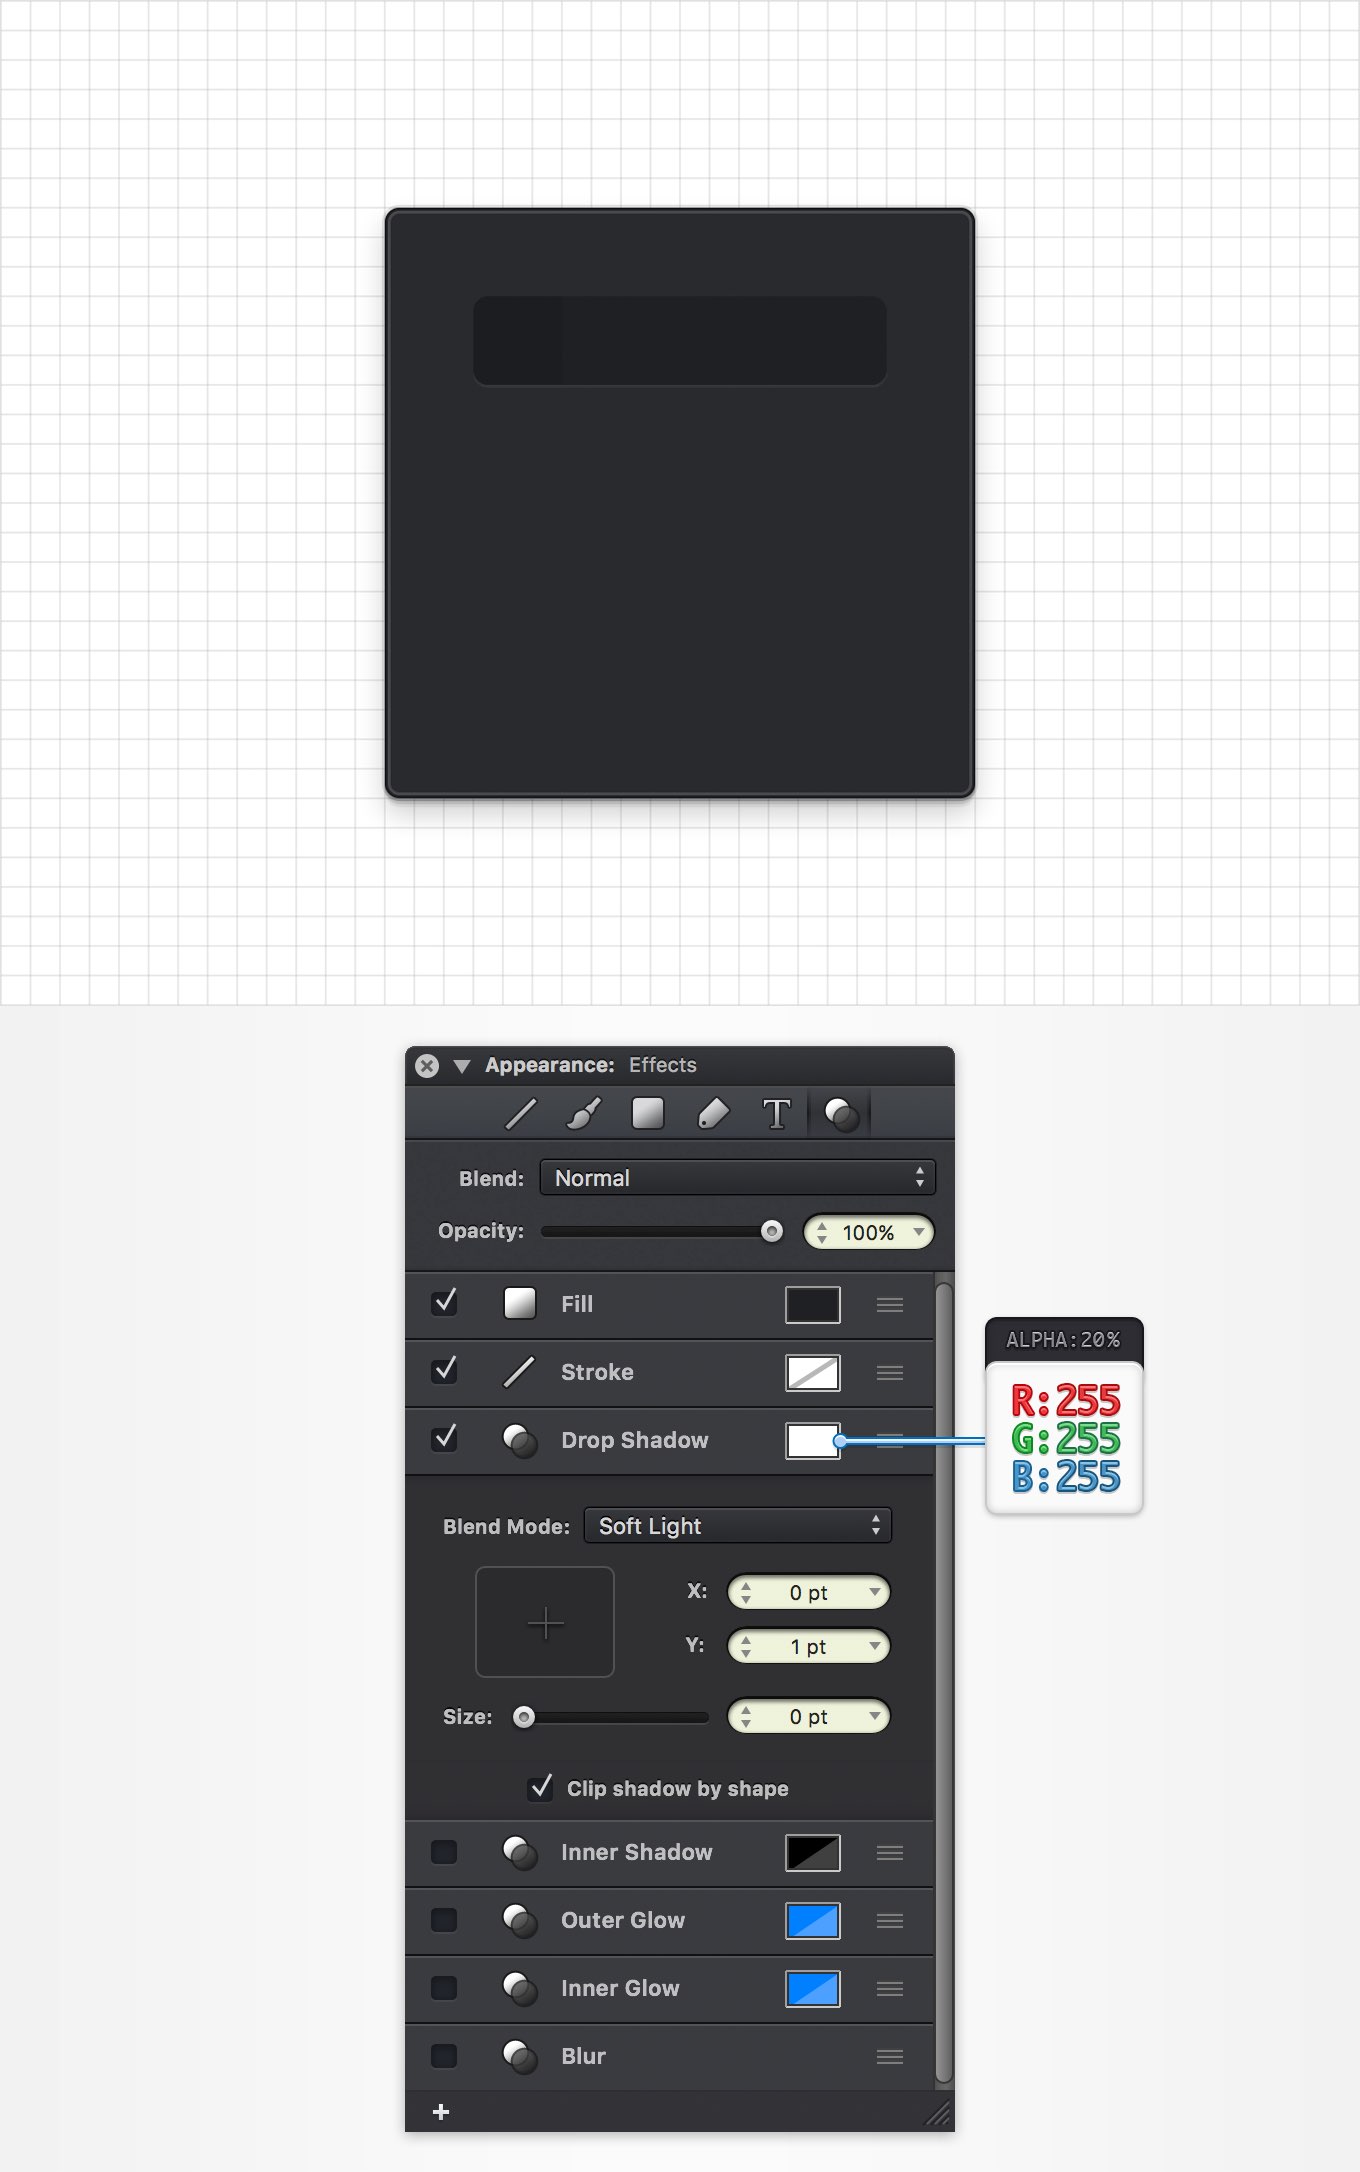 Appearance: Effects
Blend: Normal
Opacity: 100%
Fill
Stroke
Drop Shadow
ALPHA:20%
R:255
G:255
B:255
Blend Mode: Soft Light
X: 0 pt
Y: 1 pt
Size: 0 pt
Clip shadow by shape
Inner Shadow
Outer Glow
Inner Glow
Blur